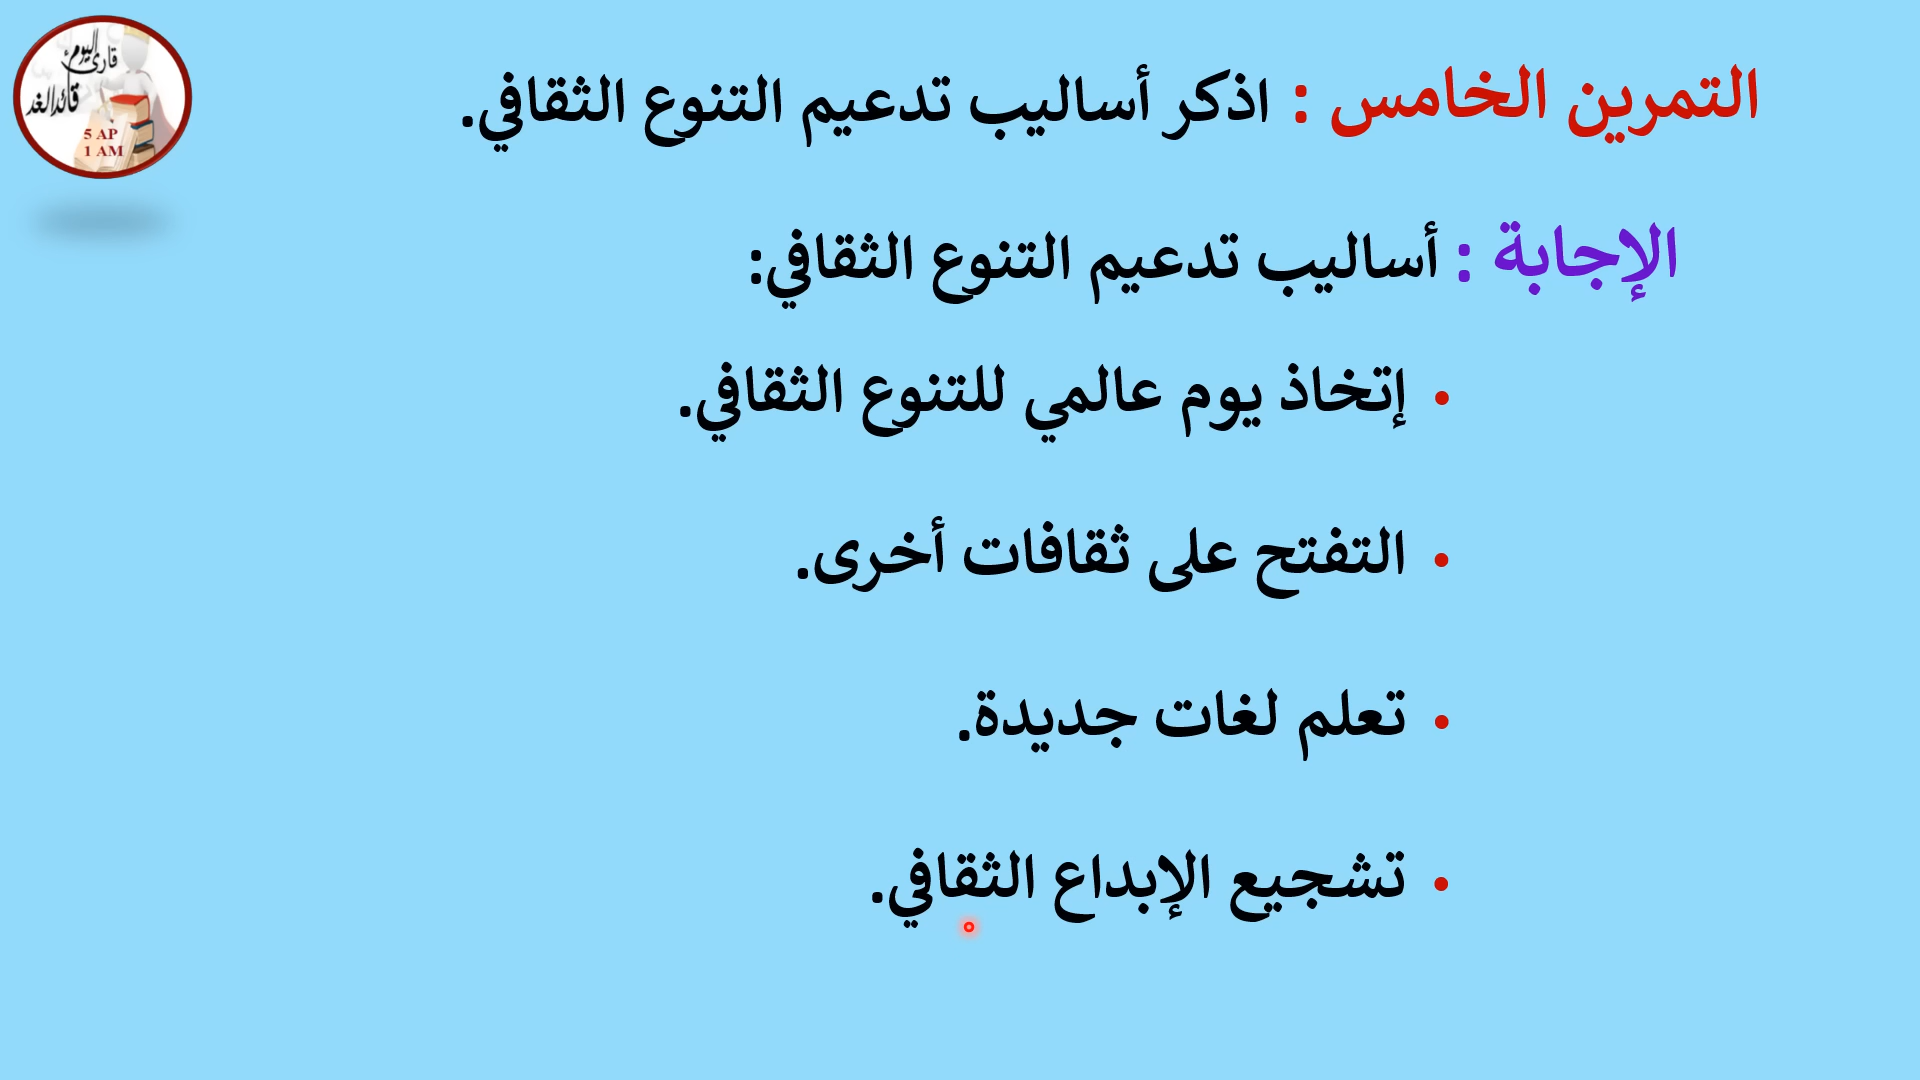 قارئ اليوم
قائد الغد
5 AP
1 AM
التمرين الخامس : اذكر أساليب تدعيم التنوع الثقافي.
الإجابة : أساليب تدعيم التنوع الثقافي:
• إتخاذ يوم عالمي للتنوع الثقافي.
• التفتح على ثقافات أخرى.
• تعلم لغات جديدة.
• تشجيع الإبداع الثقافي.